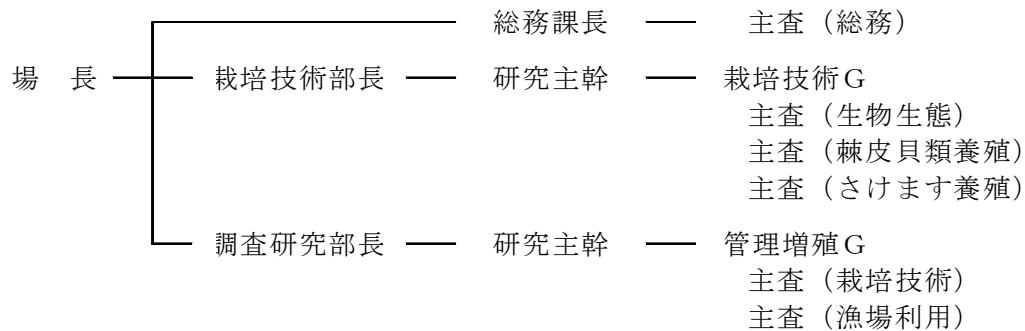 総務課長 主査（総務）
場 長 栽培技術部長 研究主幹 栽培技術G
主査（生物生態）
主査（棘皮貝類養殖）
主査（さけます養殖）
調査研究部長 研究主幹 管理増殖G
主査（栽培技術）
主査（漁場利用）